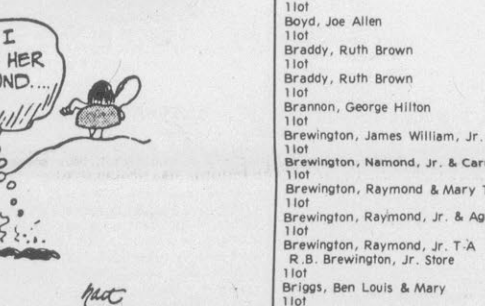 I
HER
ND....
hart
1 lot
Boyd, Joe Allen
1 lot
Braddy, Ruth Brown
1 lot
Braddy, Ruth Brown
1 lot
Brannon, George Hilton
1 lot
Brewington, James William, Jr.
1 lot
Brewington, Namond, Jr. & Car
1 lot
Brewington, Raymond & Mary T
1 lot
Brewington, Raymond, Jr. & Ag
1 lot
Brewington, Raymond, Jr. T-A
R.B. Brewington, Jr. Store
1 lot
Briggs, Ben Louis & Mary
1 lot